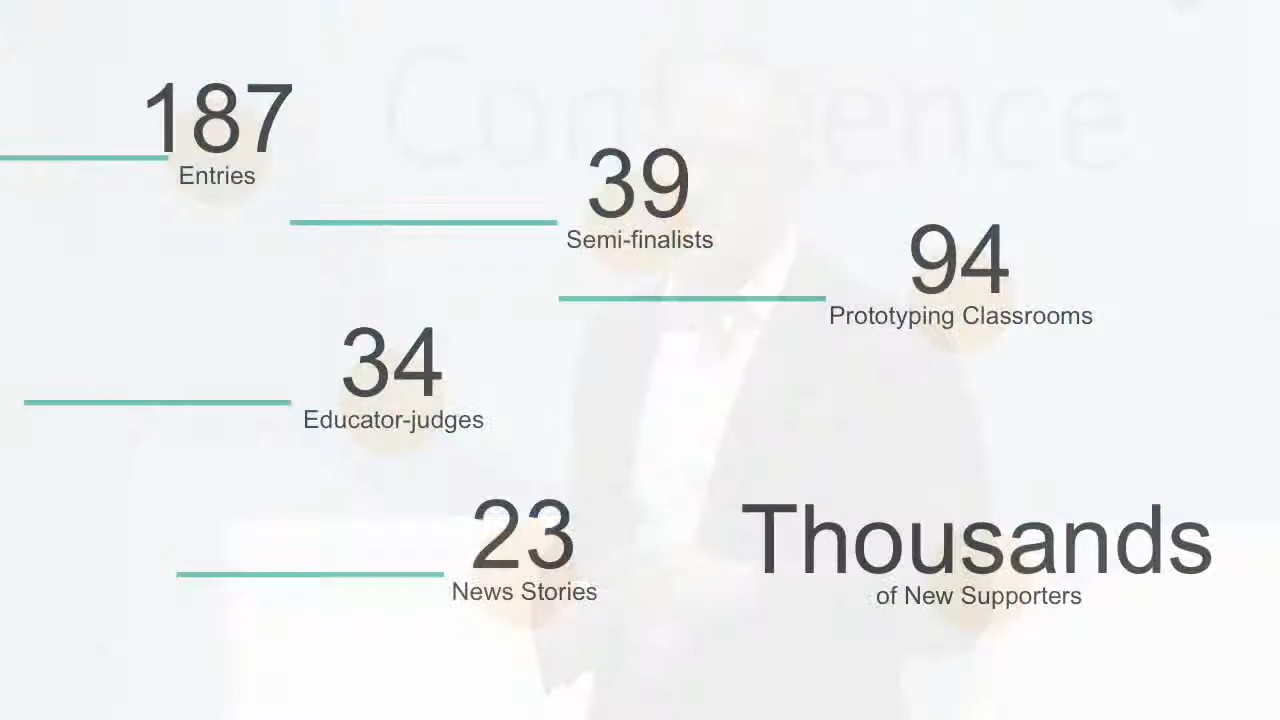 187
Entries
39
Semi-finalists
94
Prototyping Classrooms
34
Educator-judges
23
News Stories
Thousands
of New Supporters